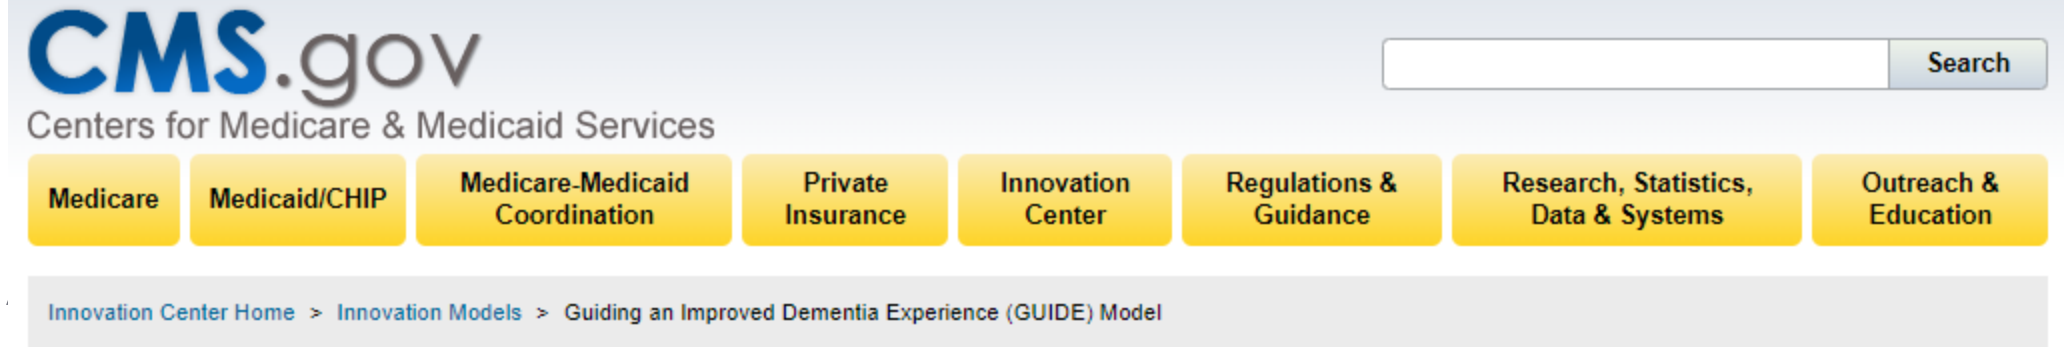 CMS.gov
Search
Centers for Medicare & Medicaid Services
Medicare
Medicaid/CHIP
Medicare-Medicaid
Coordination
Private
Insurance
Innovation
Center
Regulations &
Guidance
Research, Statistics,
Data & Systems
Outreach &
Education
Innovation Center Home > Innovation Models > Guiding an Improved Dementia Experience (GUIDE) Model